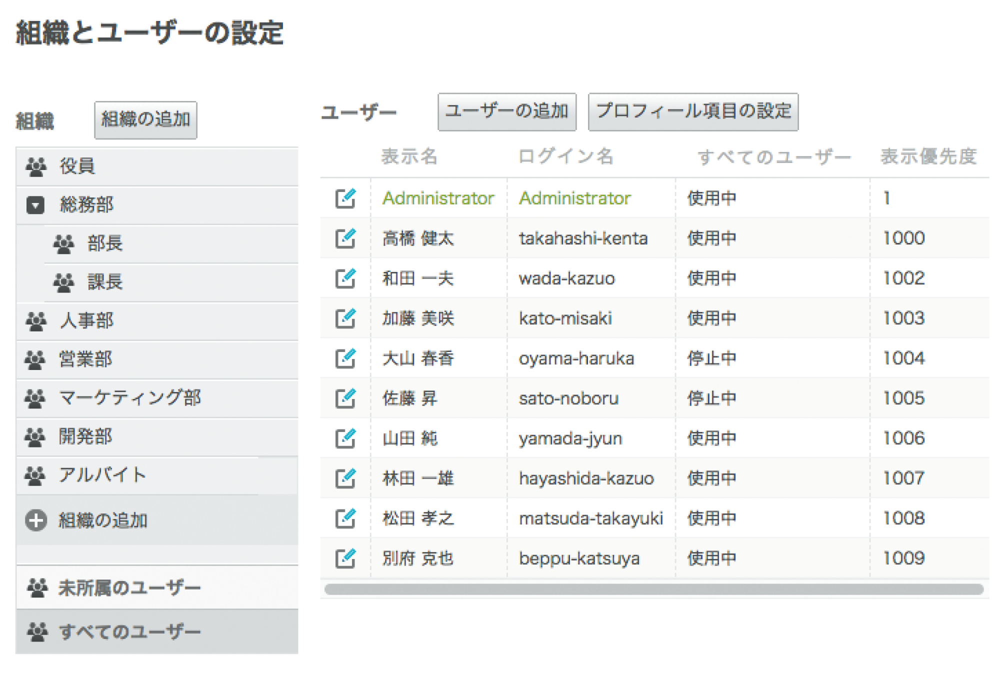 組織とユーザーの設定
組織 組織の追加
役員
総務部
部長
課長
人事部
営業部
マーケティング部
開発部
アルバイト
組織の追加
未所属のユーザー
すべてのユーザー
ユーザー ユーザーの追加 プロフィール項目の設定
表示名 ログイン名 すべてのユーザー 表示優先度
Administrator Administrator 使用中 1
高橋 健太 takahashi-kenta 使用中 1000
和田 一夫 wada-kazuo 使用中 1002
加藤 美咲 kato-misaki 使用中 1003
大山 春香 oyama-haruka 停止中 1004
佐藤 昇 sato-noboru 停止中 1005
山田 純 yamada-jyun 使用中 1006
林田 一雄 hayashida-kazuo 使用中 1007
松田 孝之 matsuda-takayuki 使用中 1008
別府 克也 beppu-katsuya 使用中 1009